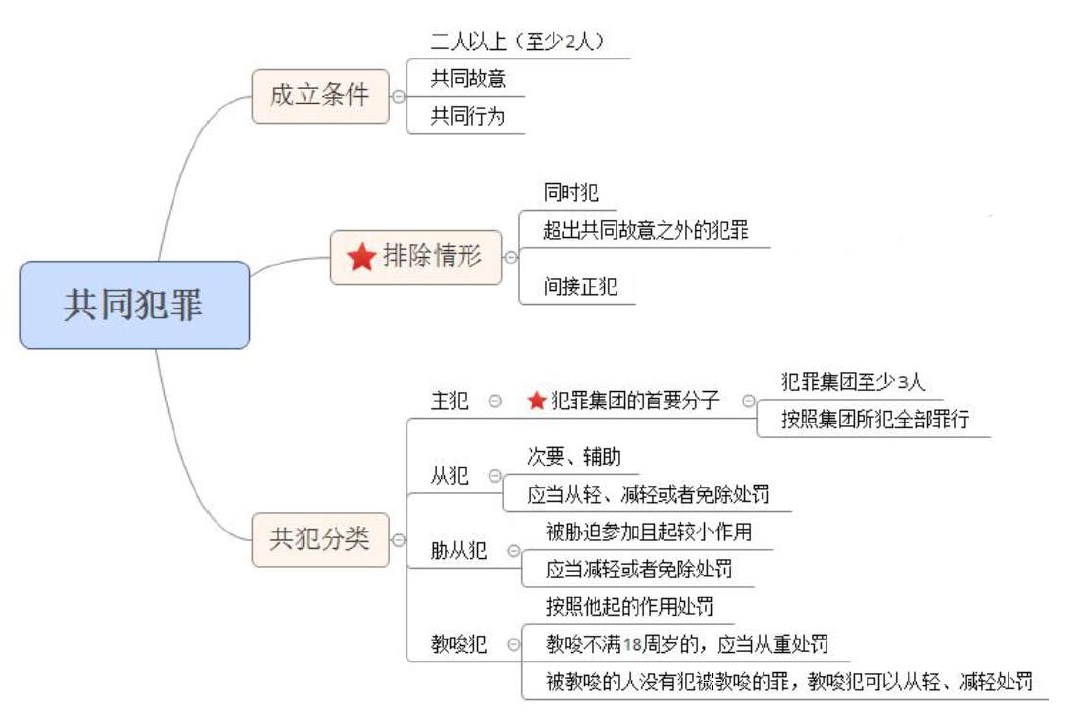 共同犯罪
成立条件
二人以上（至少2人）
共同故意
共同行为
排除情形
同时犯
超出共同故意之外的犯罪
间接正犯
共犯分类
主犯
犯罪集团的首要分子
犯罪集团至少3人
按照集团所犯全部罪行
从犯
次要、辅助
应当从轻、减轻或者免除处罚
胁从犯
被胁迫参加且起较小作用
应当减轻或者免除处罚
教唆犯
按照他起的作用处罚
教唆不满18周岁的，应当从重处罚
被教唆的人没有犯被教唆的罪，教唆犯可以从轻、减轻处罚